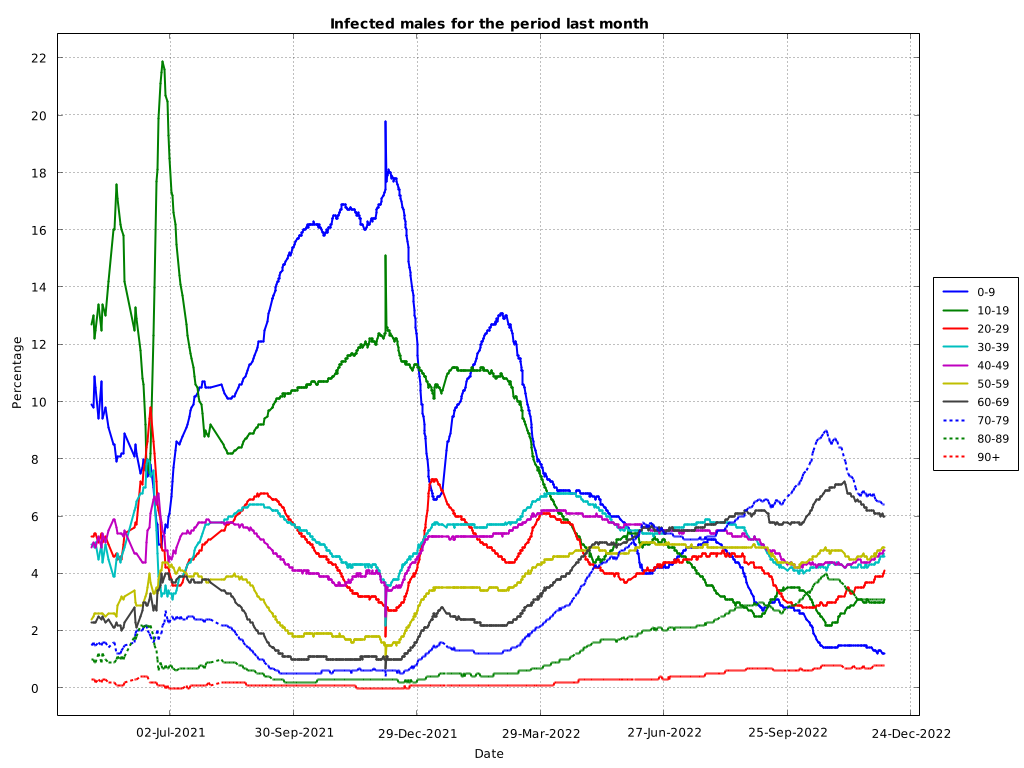 Infected males for the period last month
Percentage
22
20
18
16
14
12
10
8
6
4
2
0
02-Jul-2021
30-Sep-2021
29-Dec-2021
29-Mar-2022
27-Jun-2022
25-Sep-2022
24-Dec-2022
Date
0-9
10-19
20-29
30-39
40-49
50-59
60-69
70-79
80-89
90+